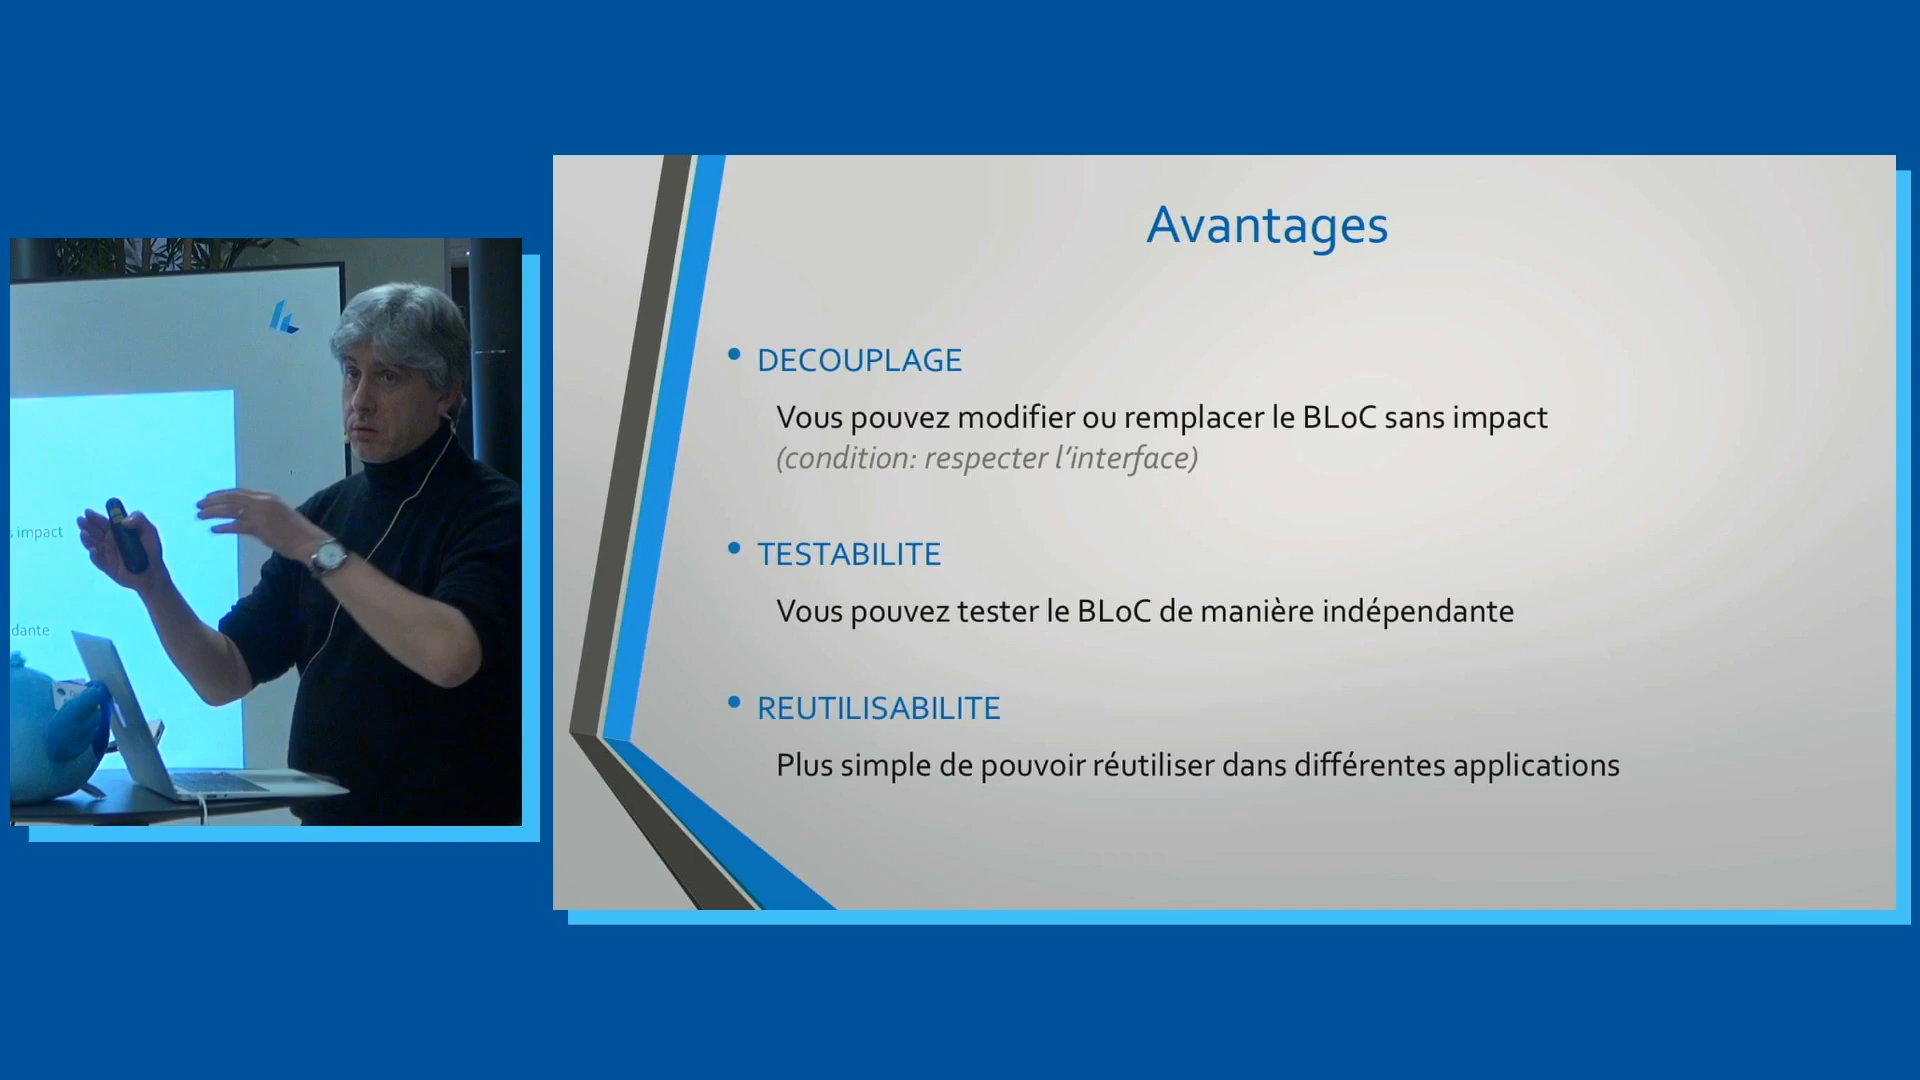 Avantages
• DECOUPLAGE
Vous pouvez modifier ou remplacer le BLoC sans impact
(condition: respecter l'interface)
• TESTABILITE
Vous pouvez tester le BLoC de manière indépendante
• REUTILISABILITE
Plus simple de pouvoir réutiliser dans différentes applications
s impact
dante